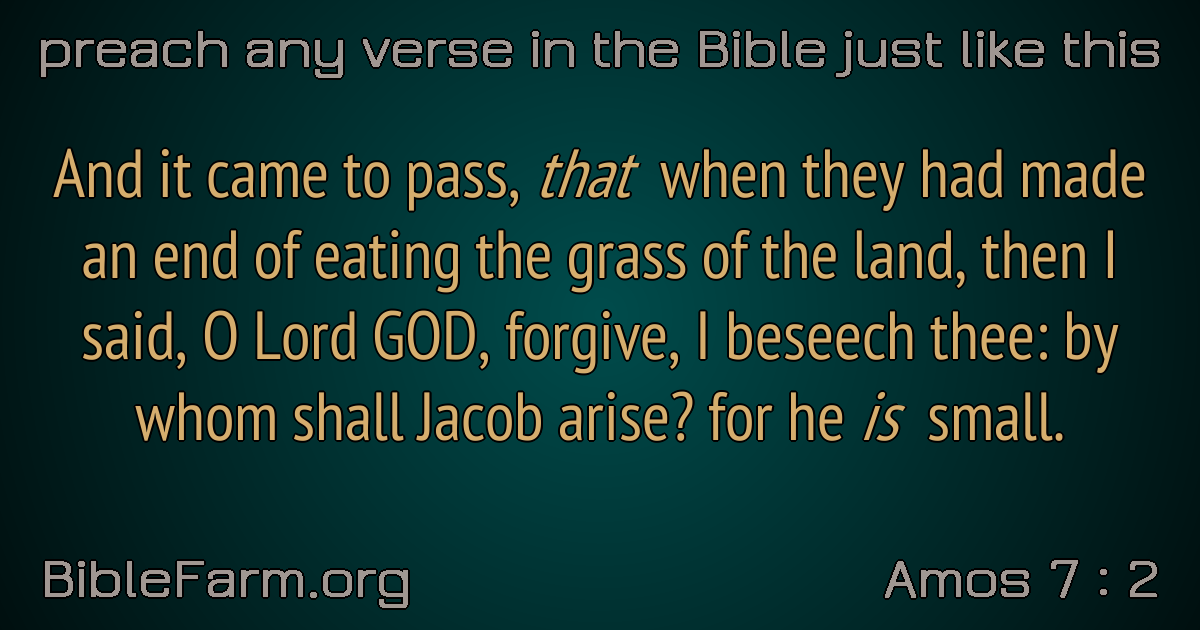 preach any verse in the Bible just like this
And it came to pass, that when they had made
an end of eating the grass of the land, then I
said, O Lord GOD, forgive, I beseech thee: by
whom shall Jacob arise? for he is small.
BibleFarm.org
Amos 7 : 2